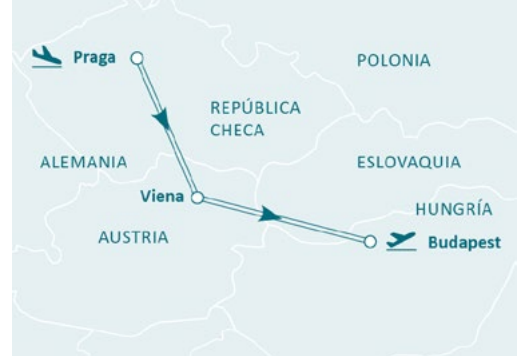 Praga
POLONIA
REPÚBLICA
CHECA
ALEMANIA
ESLOVAQUIA
Viena
HUNGRÍA
AUSTRIA
Budapest